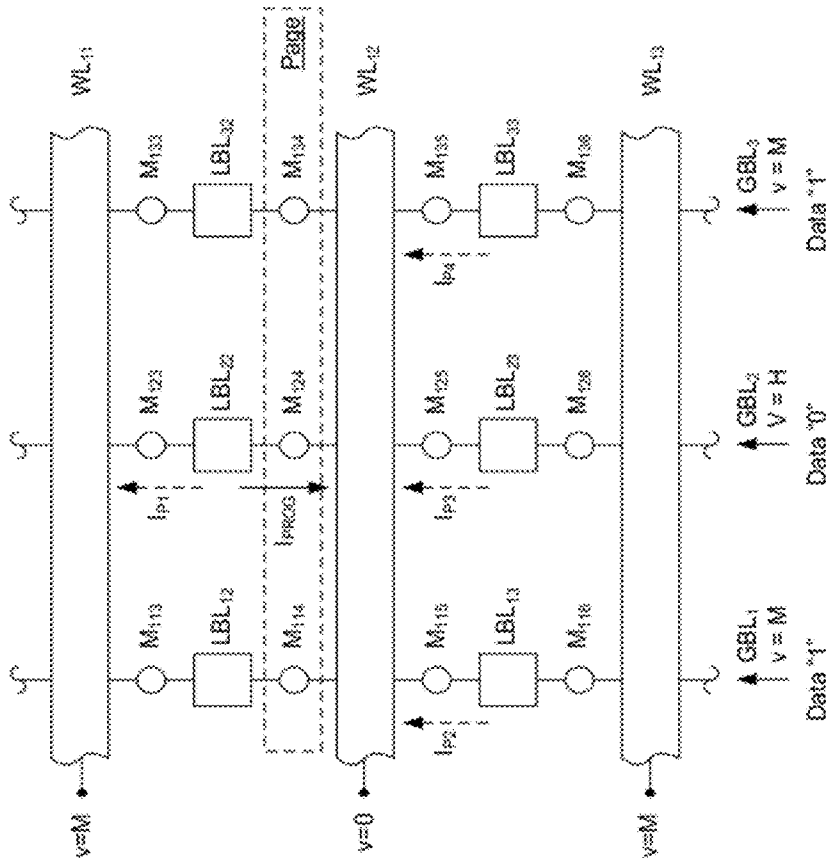 v=M
WL11
M113
M123
M133
IP1
LBL12
LBL22
LBL32
IPROG
M114
M124
M134
Page
v=0
WL12
M115
M125
M135
IP2
IP3
IP4
LBL13
LBL23
LBL33
M116
M126
M136
v=M
WL13
GBL1
v = M
GBL2
V = H
GBL3
v = M
Data "1"
Data "0"
Data "1"